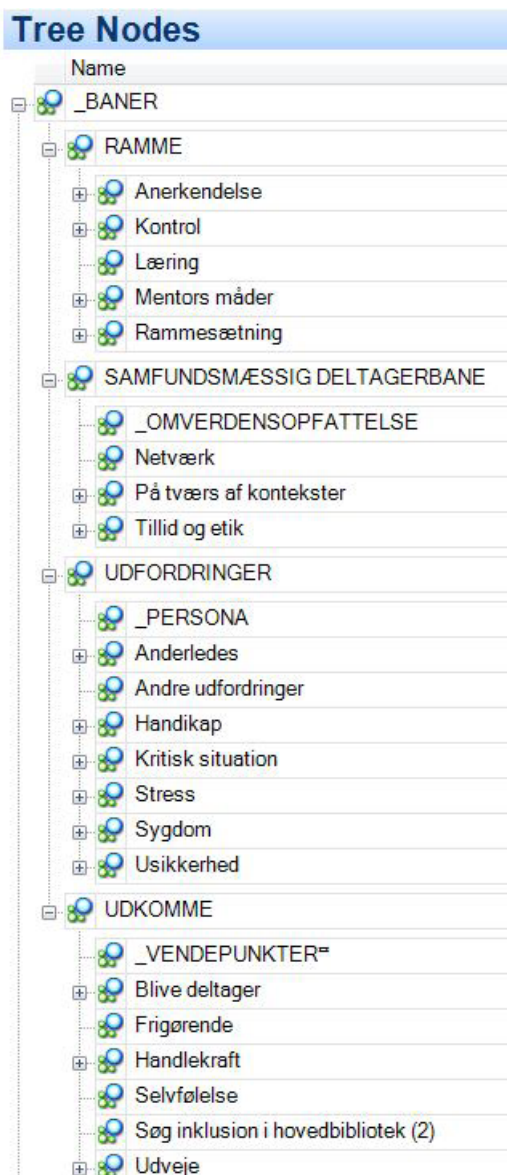 Tree Nodes
Name
_BANER
RAMME
Anerkendelse
Kontrol
Læring
Mentors måder
Rammesætning
SAMFUNDSMÆSSIG DELTAGERBANE
_OMVERDENSOPFATTELSE
Netværk
På tværs af kontekster
Tillid og etik
UDFORDRINGER
_PERSONA
Anderledes
Andre udfordringer
Handikap
Kritisk situation
Stress
Sygdom
Usikkerhed
UDKOMME
_VENDEPUNKTER
Blive deltager
Frigørende
Handlekraft
Selvfølelse
Søg inklusion i hovedbibliotek (2)
Udveje